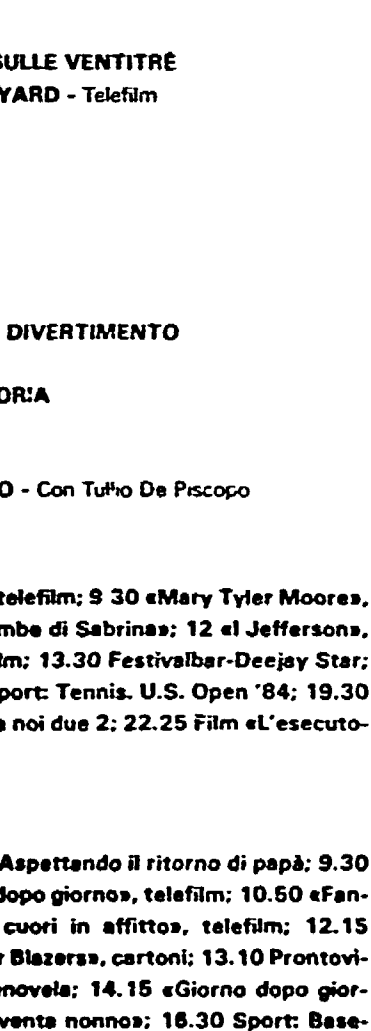 SULLE VENTITRÉ
YARD - Telefilm
DIVERTIMENTO
ORIA
O - Con Tullio De Piscopo
telefilm; 9 30 «Mary Tyler Moore»,
mbe di Sabrina»; 12 «I Jefferson»,
lm; 13.30 Festivalbar-Deejay Star;
port: Tennis. U.S. Open '84; 19.30
a noi due 2; 22.25 Film «L'esecuto-
Aspettando il ritorno di papà; 9.30
dopo giorno», telefilm; 10.50 «Fan-
cuori in affitto», telefilm; 12.15
r Blazers», cartoni; 13.10 Prontovi-
enovela; 14.15 «Giorno dopo gior-
venta nonno»; 16.30 Sport: Base-